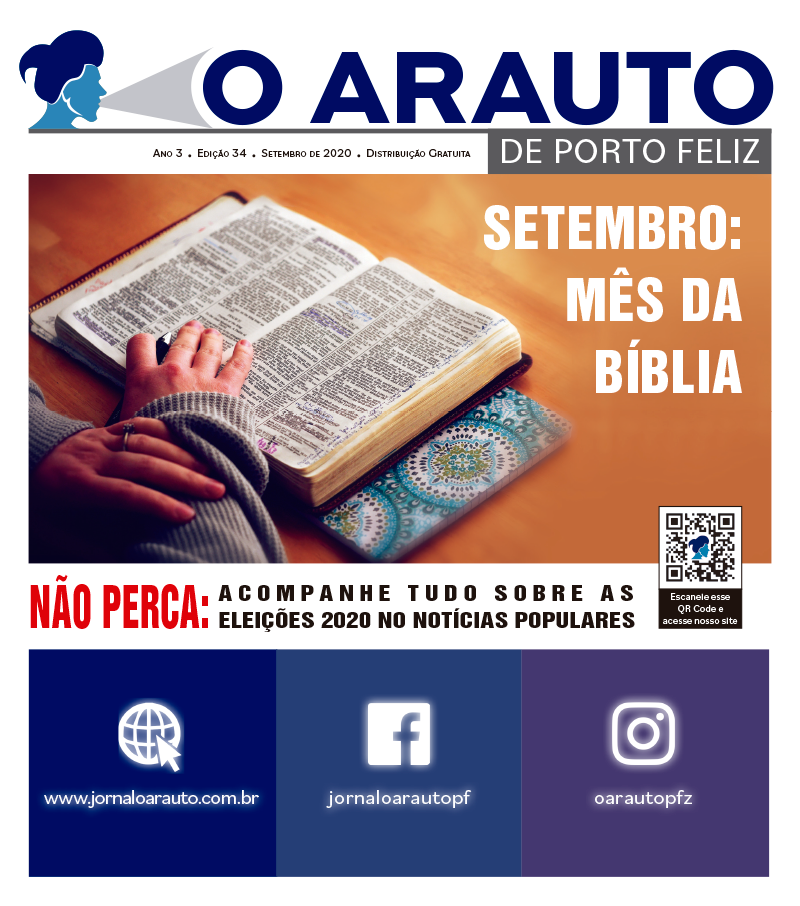 O ARAUTO
DE PORTO FELIZ
Ano 3 . Edição 34 . Setembro de 2020 . Distribuição Gratuita
SETEMBRO:
MÊS DA
BÍBLIA
NÃO PERCA:
ACOMPANHE TUDO SOBRE AS
ELEIÇÕES 2020 NO NOTÍCIAS POPULARES
Escaneie esse
QR Code e
acesse nosso site
www.jornaloarauto.com.br
jornaloarautopf
oarautopfz